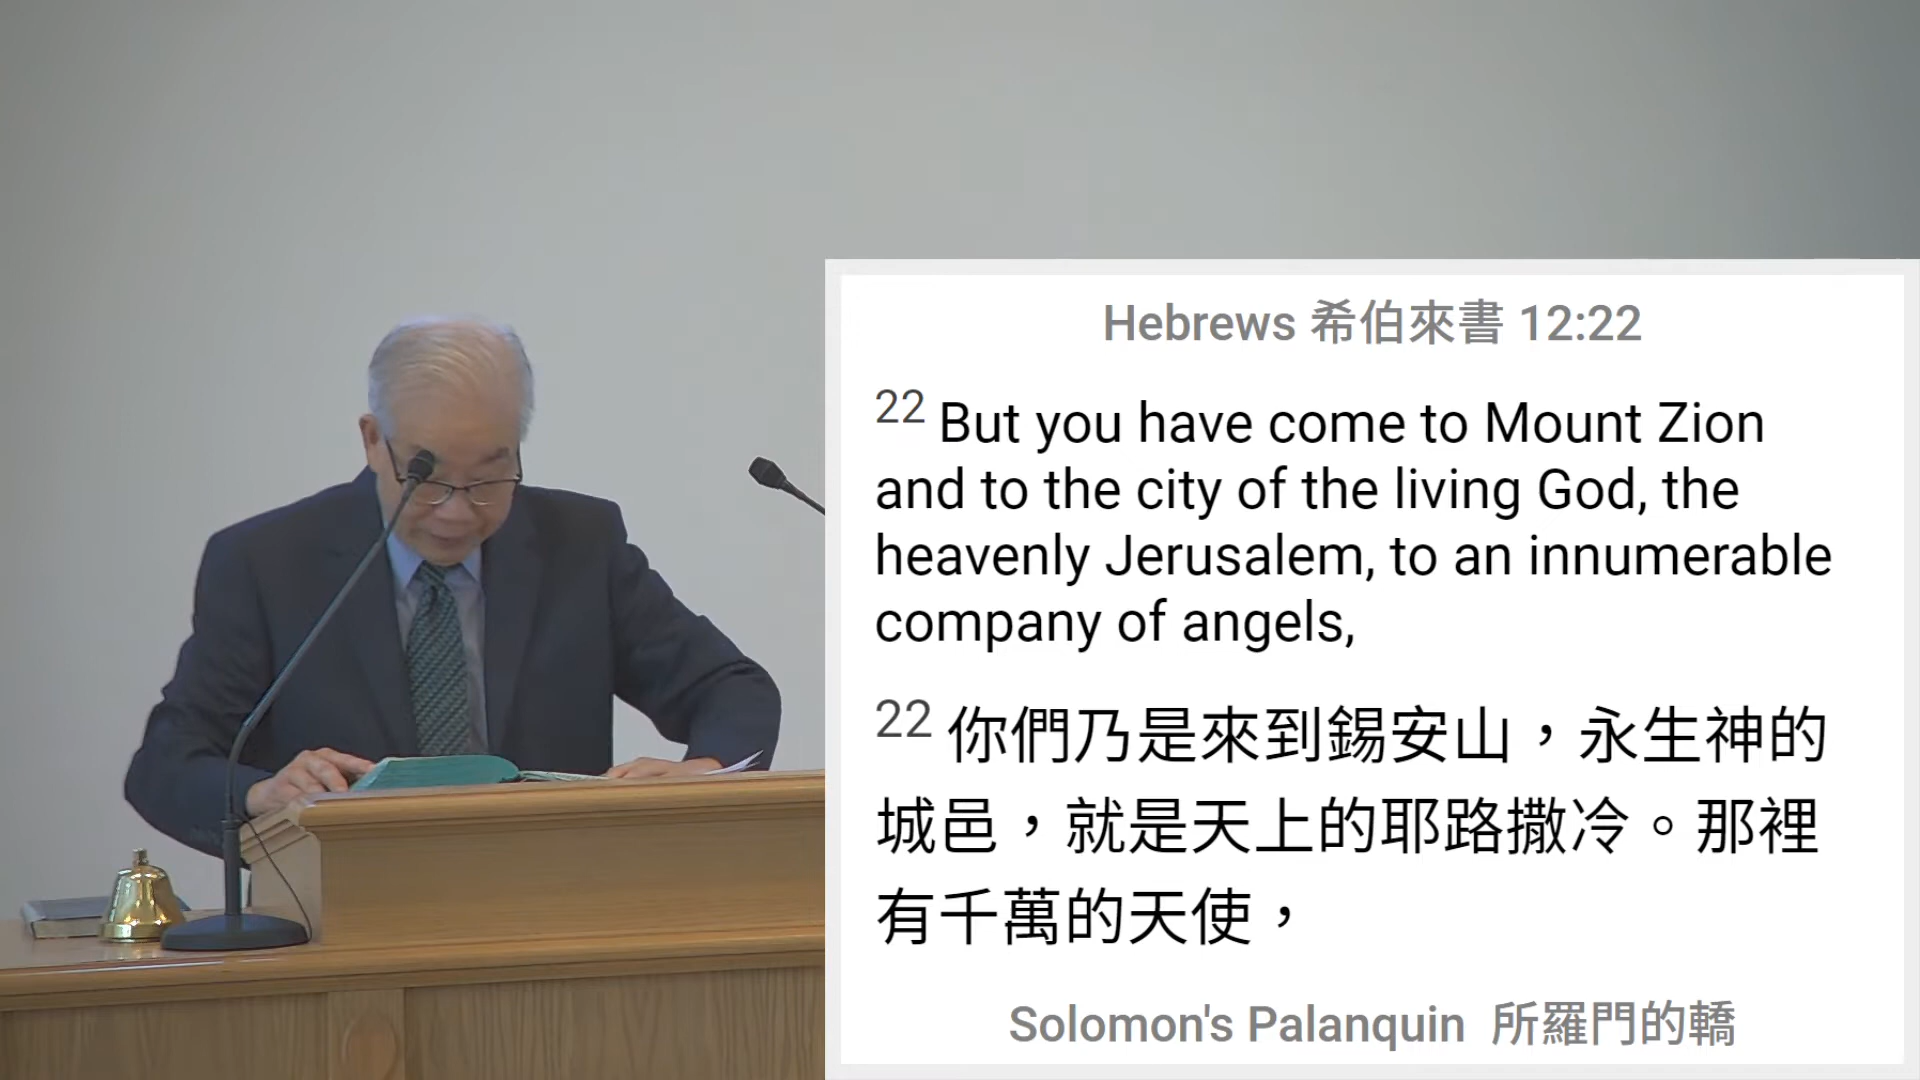 Hebrews 希伯來書 12:22
22 But you have come to Mount Zion
and to the city of the living God, the
heavenly Jerusalem, to an innumerable
company of angels,
22 你們乃是來到錫安山，永生神的
城邑，就是天上的耶路撒冷。那裡
有千萬的天使，
Solomon's Palanquin 所羅門的轎